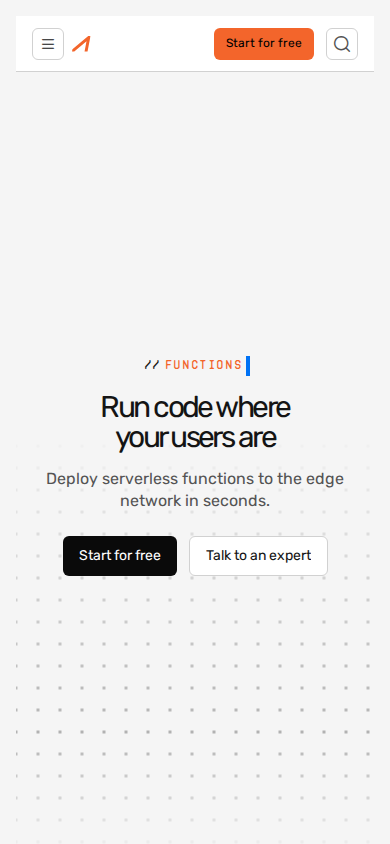 Start for free
// FUNCTIONS
Run code where
your users are
Deploy serverless functions to the edge
network in seconds.
Start for free
Talk to an expert